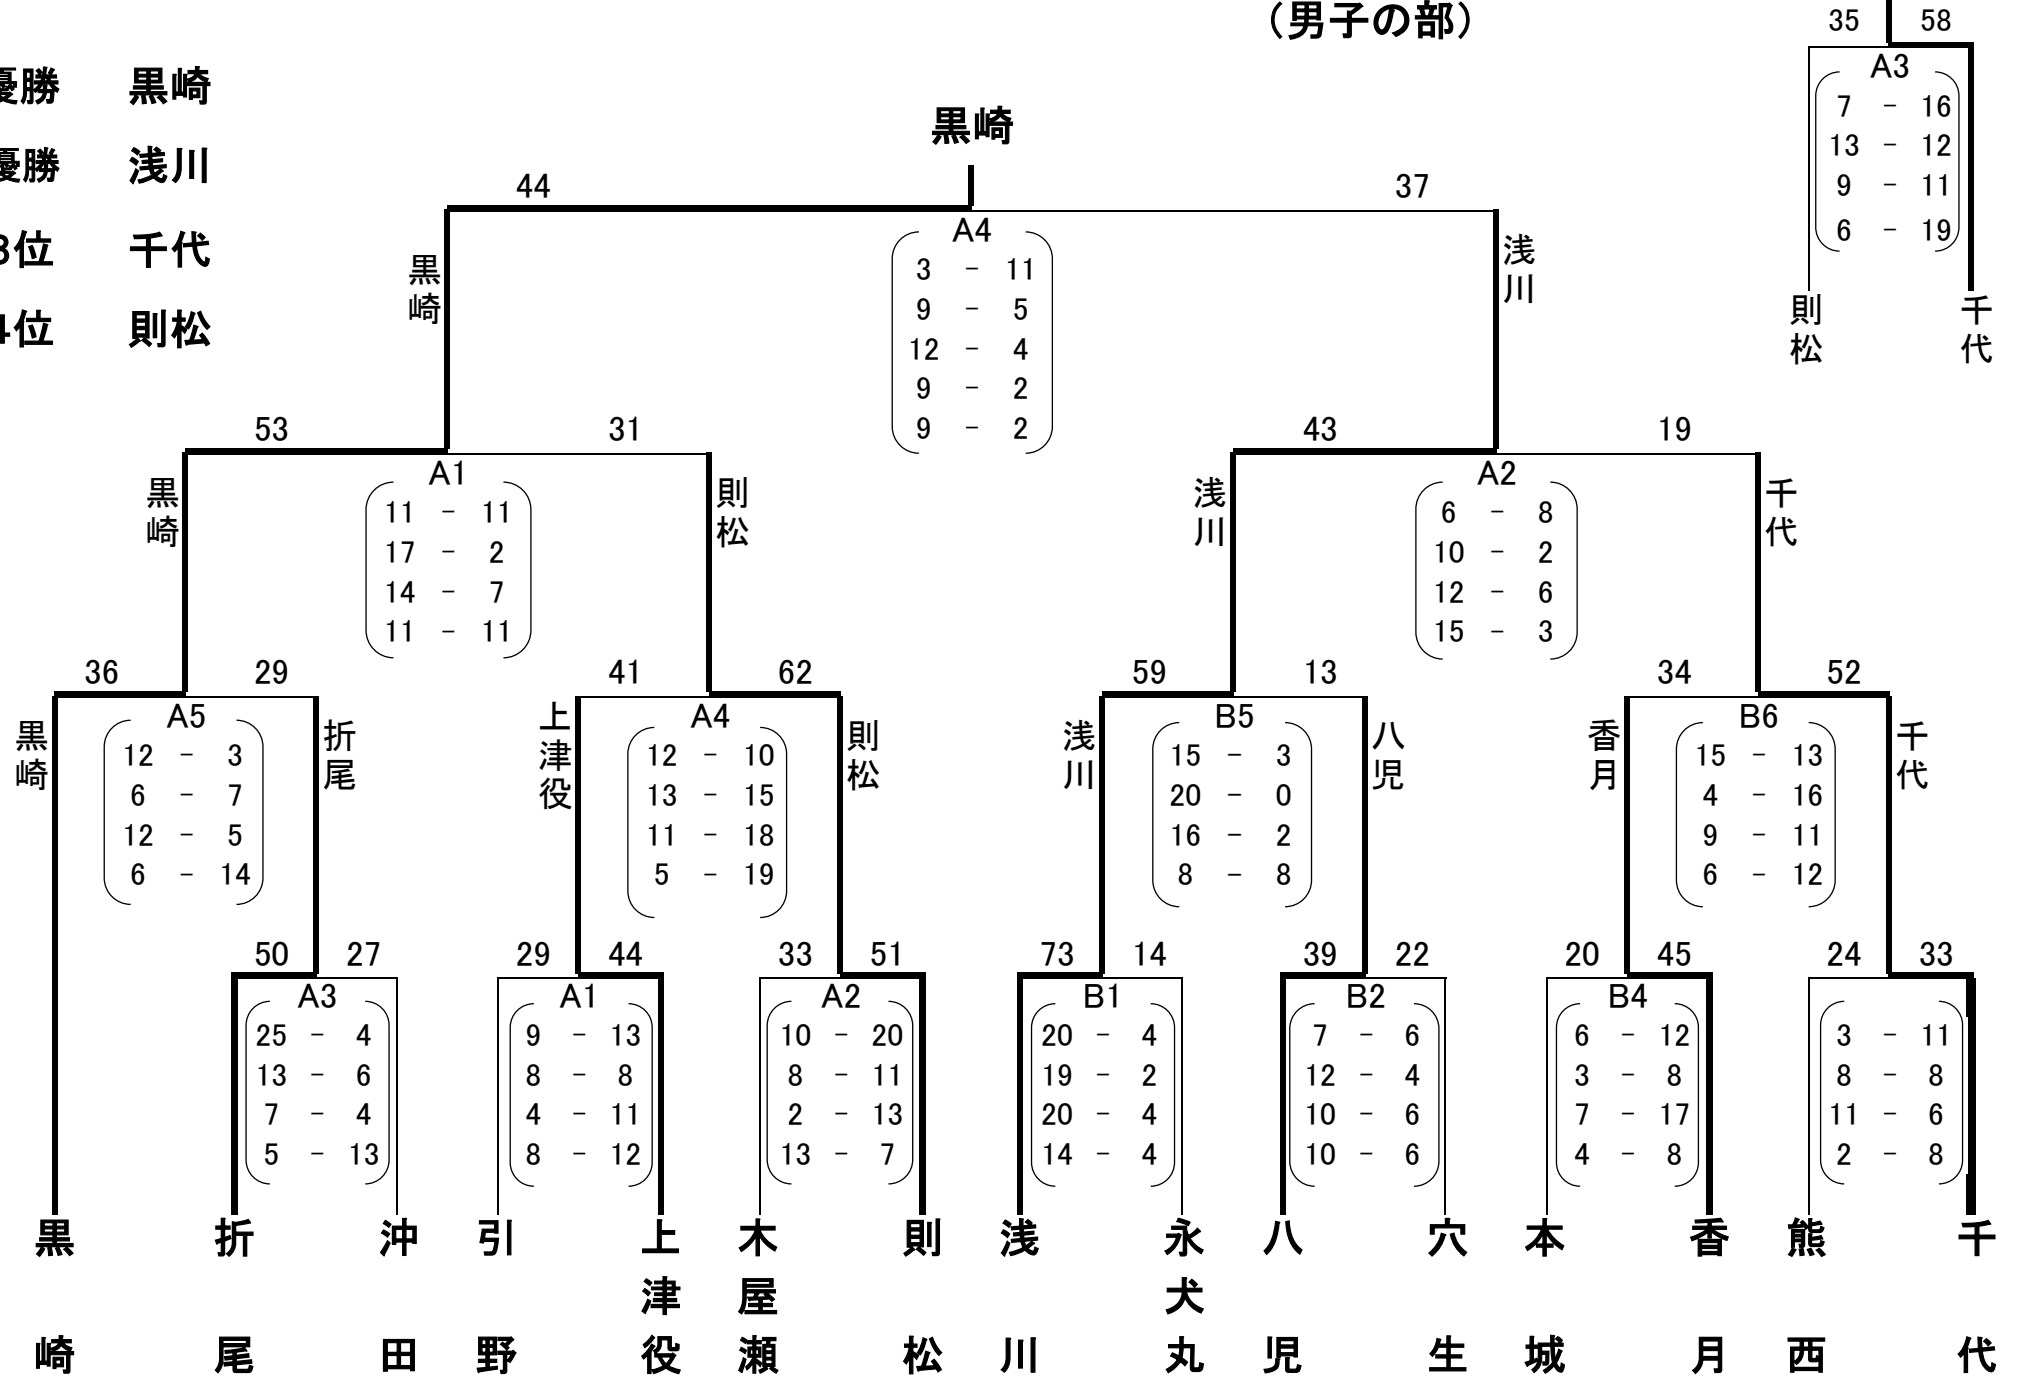 （男子の部）
35 58
A3
7 - 16
13 - 12
9 - 11
6 - 19
則松
千代
優勝 黒崎
優勝 浅川
3位 千代
4位 則松
黒崎
44 37
A4
3 - 11
9 - 5
12 - 4
9 - 2
9 - 2
黒崎
浅川
53 31
A1
11 - 11
17 - 2
14 - 7
11 - 11
黒崎
則松
43 19
A2
6 - 8
10 - 2
12 - 6
15 - 3
浅川
千代
36 29
A5
12 - 3
6 - 7
12 - 5
6 - 14
黒崎
折尾
41 62
A4
12 - 10
13 - 15
11 - 18
5 - 19
上津役
則松
59 13
B5
15 - 3
20 - 0
16 - 2
8 - 8
浅川
八児
34 52
B6
15 - 13
4 - 16
9 - 11
6 - 12
香月
千代
50 27
A3
25 - 4
13 - 6
7 - 4
5 - 13
29 44
A1
9 - 13
8 - 8
4 - 11
8 - 12
33 51
A2
10 - 20
8 - 11
2 - 13
13 - 7
73 14
B1
20 - 4
19 - 2
20 - 4
14 - 4
39 22
B2
7 - 6
12 - 4
10 - 6
10 - 6
20 45
B4
6 - 12
3 - 8
7 - 17
4 - 8
24 33
3 - 11
8 - 8
11 - 6
2 - 8
黒崎
折尾
沖田
引野
上津役
木屋瀬
則松
浅川
永犬丸
八児
穴生
本城
香月
熊西
千代